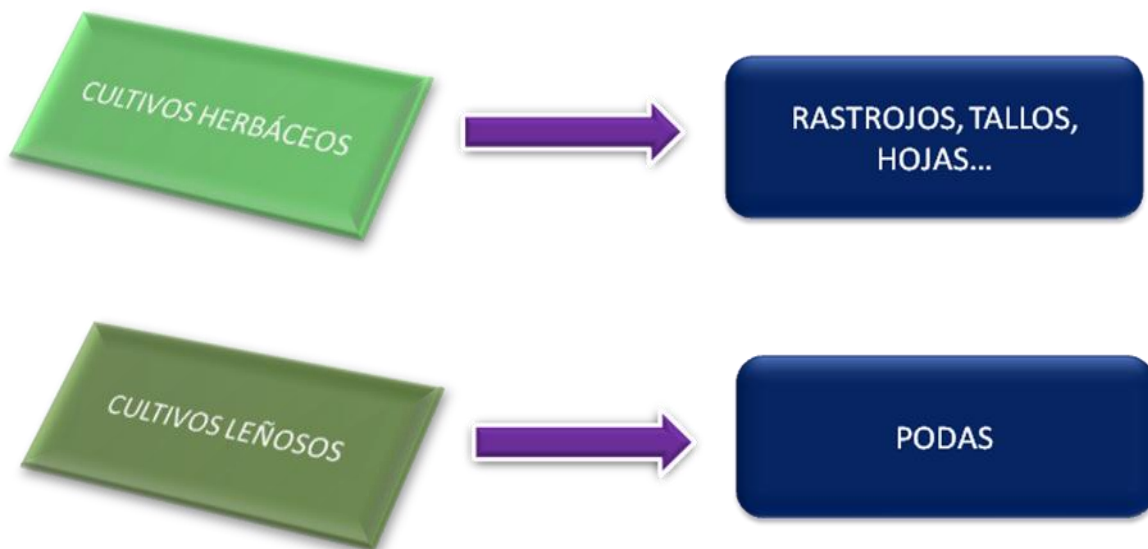 CULTIVOS HERBÁCEOS
RASTROJOS, TALLOS,
HOJAS...
CULTIVOS LEÑOSOS
PODAS